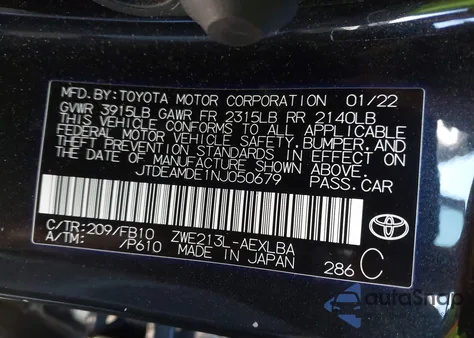 MFD.BY:TOYOTA MOTOR CORPORATION 01/22
GVWR 3915LB GAWR FR 2315LB RR 2140LB
THIS VEHICLE CONFORMS TO ALL APPLICABLE
FEDERAL MOTOR VEHICLE SAFETY,BUMPER,AND
THEFT PREVENTION STANDARDS IN EFFECT ON
THE DATE OF MANUFACTURE SHOWN ABOVE.
JTDEAMDE1NJ050679 PASS.CAR
C/TR:209/FB10 ZWE213L-AEXLBA
A/TM: /P610 MADE IN JAPAN
286 C
autoSnap